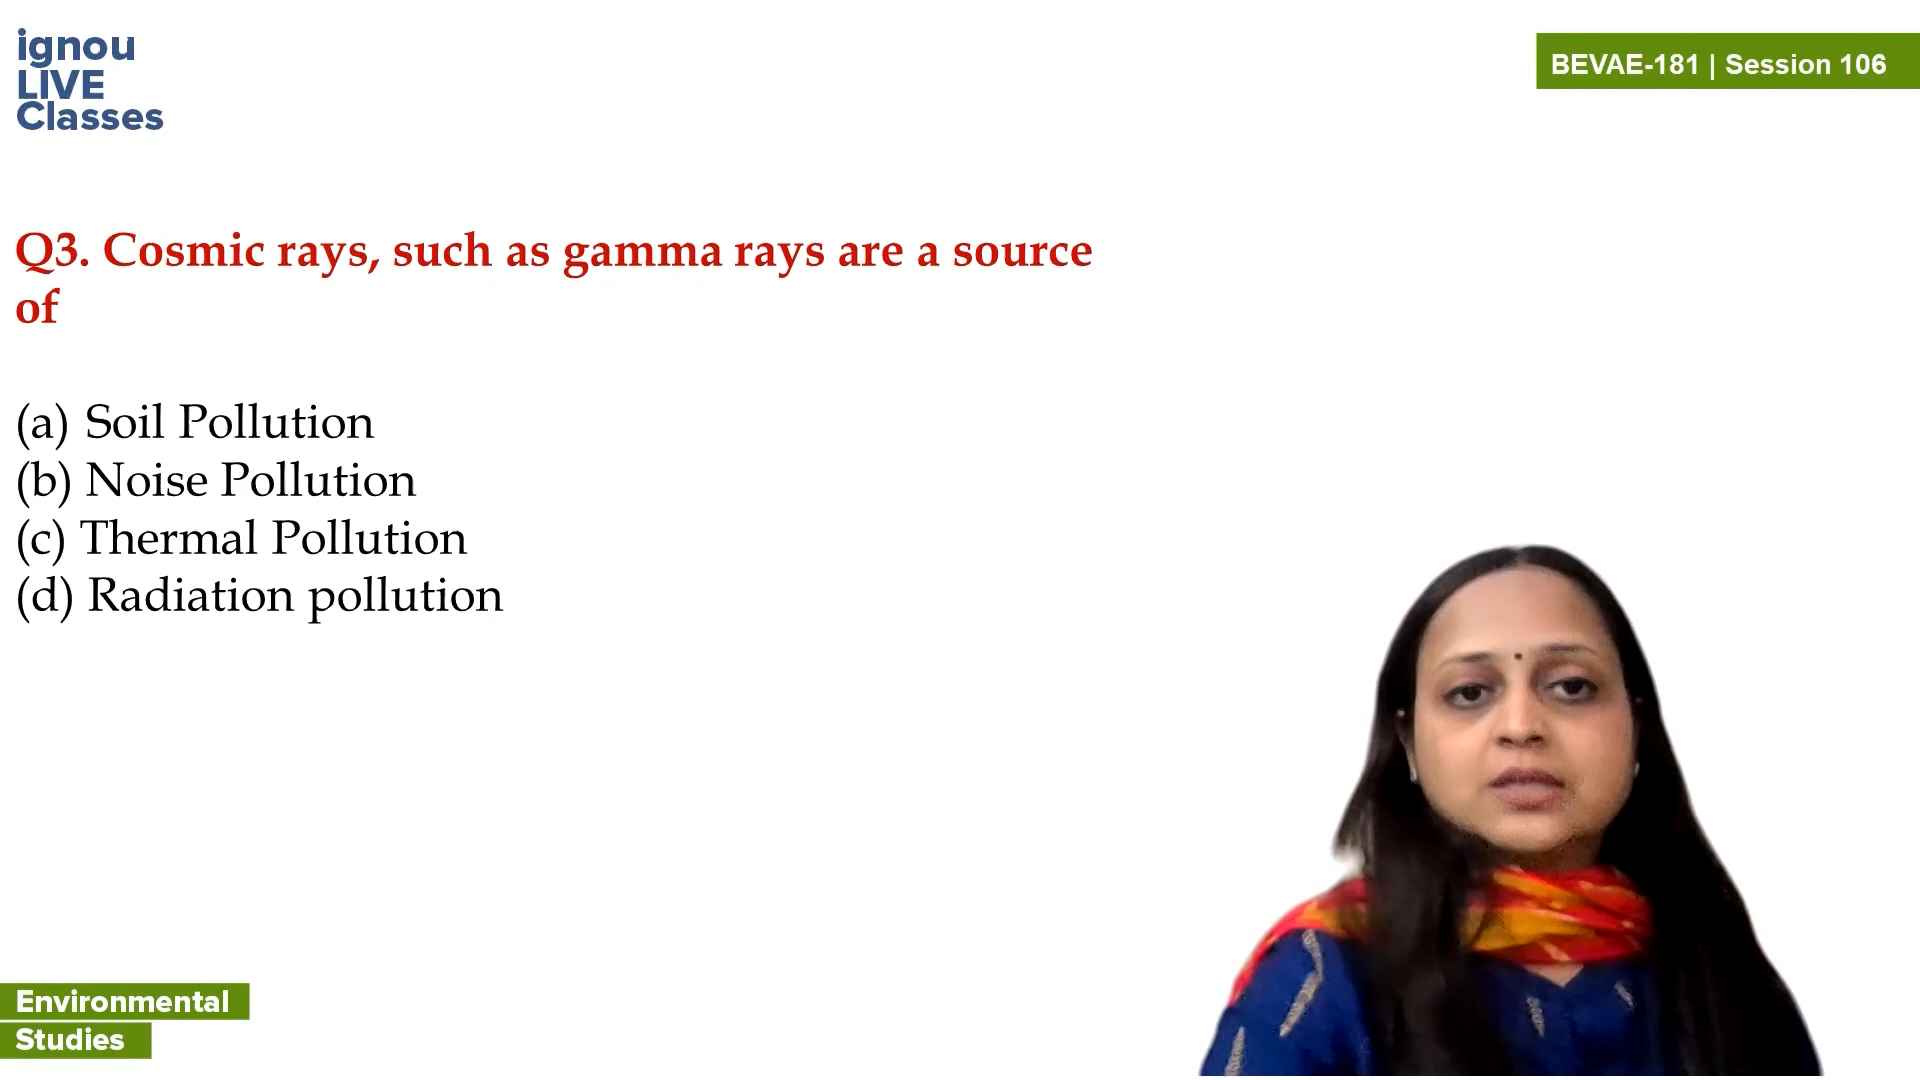 ignou
LIVE
Classes
BEVAE-181 | Session 106
Q3. Cosmic rays, such as gamma rays are a source
of
(a) Soil Pollution
(b) Noise Pollution
(c) Thermal Pollution
(d) Radiation pollution
Environmental
Studies